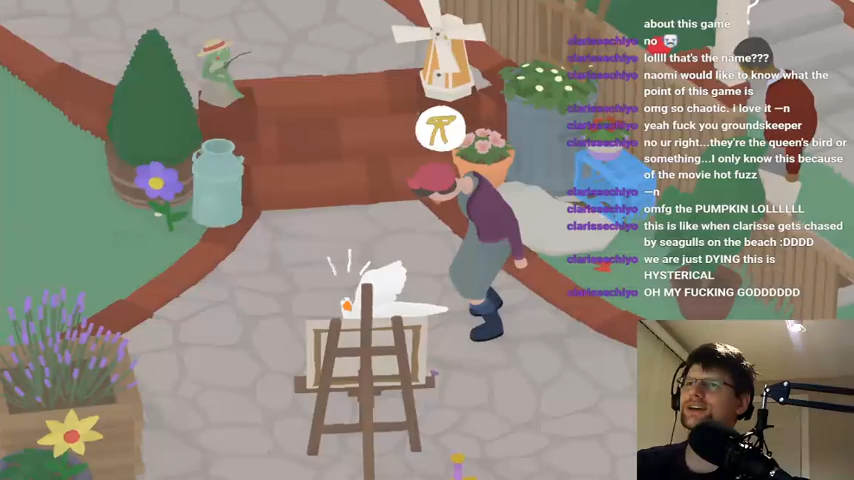 about this game
clarissechiyo no
clarissechiyo lollll that's the name???
clarissechiyo naomi would like to know what the
point of this game is
clarissechiyo omg so chaotic. i love it —n
clarissechiyo yeah fuck you groundskeeper
clarissechiyo no ur right...they're the queen's bird or
something...I only know this because
of the movie hot fuzz
clarissechiyo —n
clarissechiyo omfg the PUMPKIN LOLLLLLL
clarissechiyo this is like when clarisse gets chased
by seagulls on the beach :DDDD
clarissechiyo we are just DYING this is
HYSTERICAL
clarissechiyo OH MY FUCKING GODDDDDD